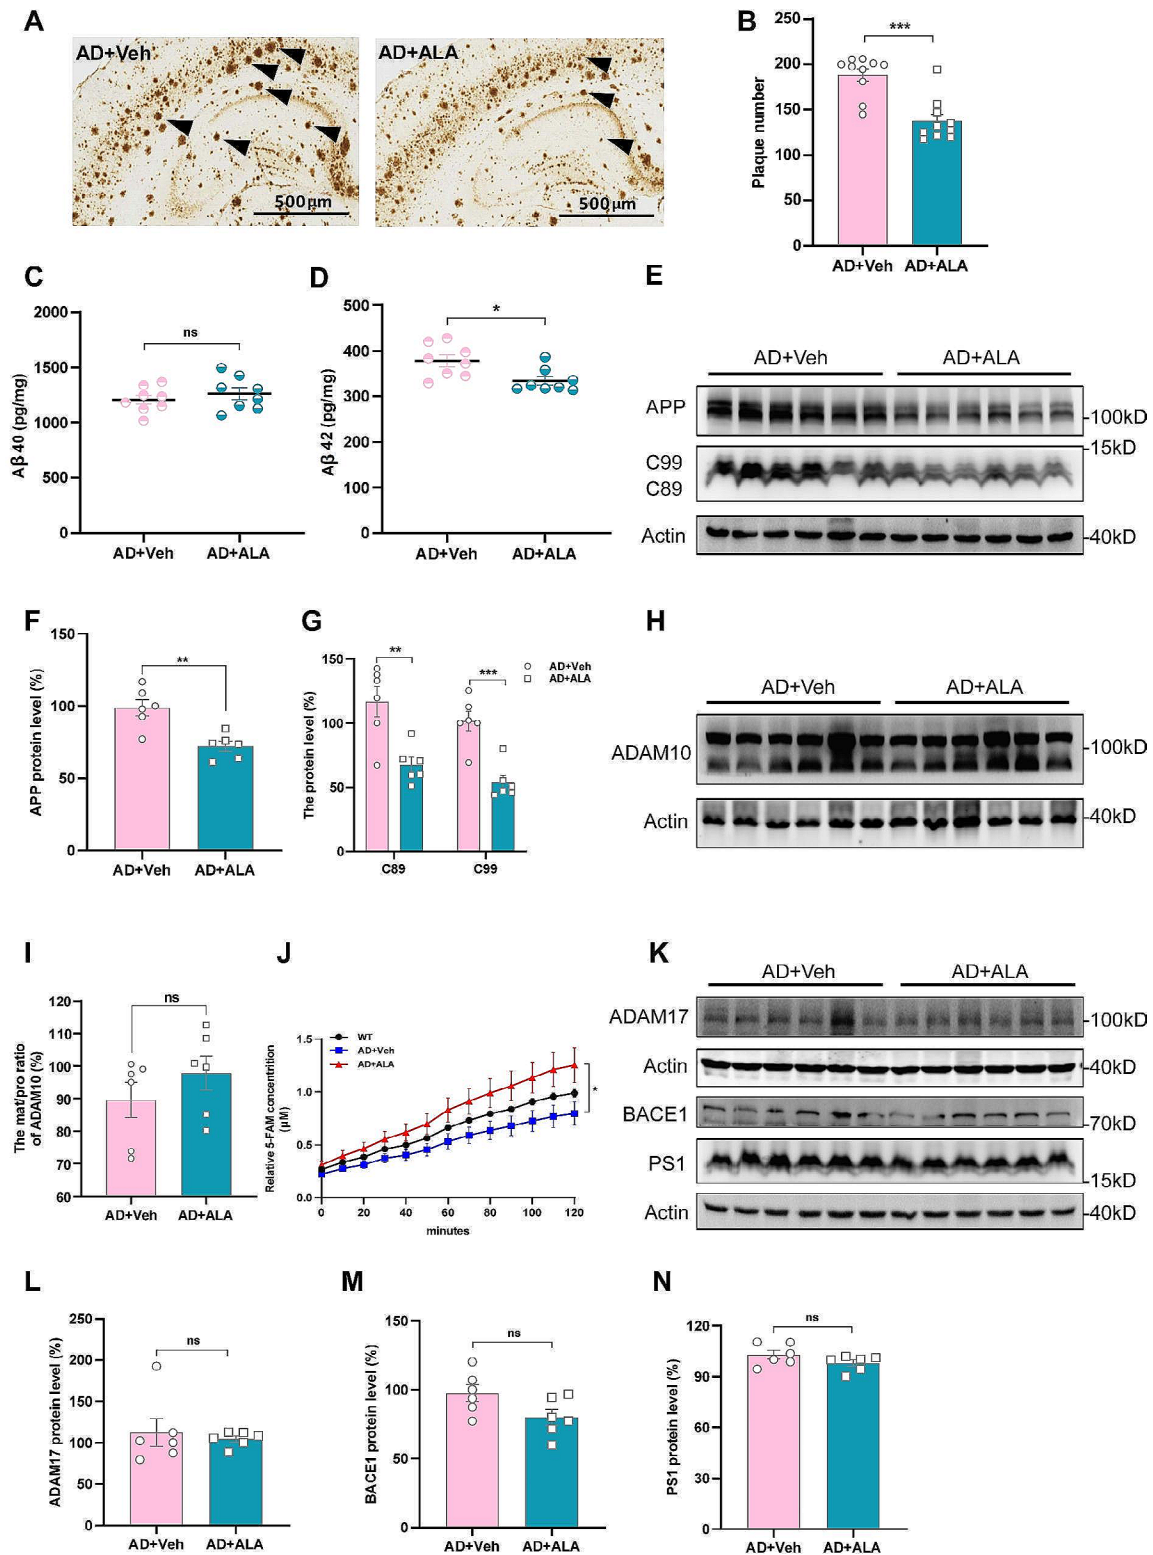 A
AD+Veh
AD+ALA
500μm
500μm
B
Plaque number
250
200
150
100
50
0
***
AD+Veh
AD+ALA
C
Aβ 40 (pg/mg)
2000
1500
1000
500
0
ns
AD+Veh
AD+ALA
D
Aβ 42 (pg/mg)
500
400
300
200
100
0
*
AD+Veh
AD+ALA
E
AD+Veh
AD+ALA
APP
100kD
15kD
C99
C89
Actin
40kD
F
APP protein level (%)
150
100
50
0
**
AD+Veh
AD+ALA
G
The protein level (%)
150
100
50
0
**
***
AD+Veh
AD+ALA
C89
C99
H
AD+Veh
AD+ALA
ADAM10
100kD
Actin
40kD
I
The mat/pro ratio
of ADAM10 (%)
120
110
100
90
80
70
60
ns
AD+Veh
AD+ALA
J
Relative 5-FAM concentrition
(μM)
1.5
1.0
0.5
0.0
WT
AD+Veh
AD+ALA
*
0
20
40
60
80
100
120
minutes
K
AD+Veh
AD+ALA
ADAM17
100kD
Actin
40kD
BACE1
70kD
PS1
15kD
Actin
40kD
L
ADAM17 protein level (%)
250
200
150
100
50
0
ns
AD+Veh
AD+ALA
M
BACE1 protein level (%)
150
100
50
0
ns
AD+Veh
AD+ALA
N
PS1 protein level (%)
120
90
60
30
0
ns
AD+Veh
AD+ALA